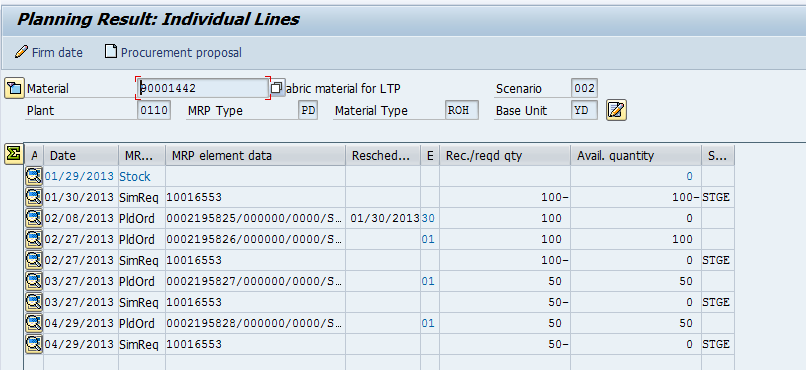 Planning Result: Individual Lines
Firm date Procurement proposal
Material 90001442 abric material for LTP Scenario 002
Plant 0110 MRP Type PD Material Type ROH Base Unit YD
A Date MR... MRP element data Resched... E Rec./reqd qty Avail. quantity S...
01/29/2013 Stock 0
01/30/2013 SimReq 10016553 100- 100- STGE
02/08/2013 PldOrd 0002195825/000000/0000/S... 01/30/2013 30 100 0
02/27/2013 PldOrd 0002195826/000000/0000/S... 01 100 100
02/27/2013 SimReq 10016553 100- 0 STGE
03/27/2013 PldOrd 0002195827/000000/0000/S... 01 50 50
03/27/2013 SimReq 10016553 50- 0 STGE
04/29/2013 PldOrd 0002195828/000000/0000/S... 01 50 50
04/29/2013 SimReq 10016553 50- 0 STGE